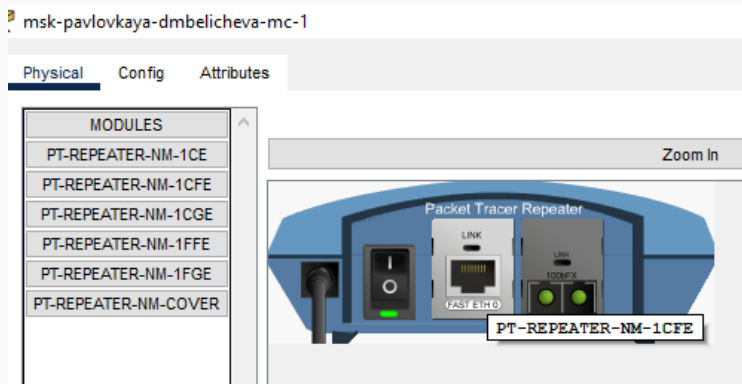 msk-pavlovkaya-dmbelicheva-mc-1
Physical Config Attributes
MODULES
PT-REPEATER-NM-1CE
PT-REPEATER-NM-1CFE
PT-REPEATER-NM-1CGE
PT-REPEATER-NM-1FFE
PT-REPEATER-NM-1FGE
PT-REPEATER-NM-COVER
Zoom In
Packet Tracer Repeater
LINK
FAST ETH 0
LINK
100bFX
PT-REPEATER-NM-1CFE